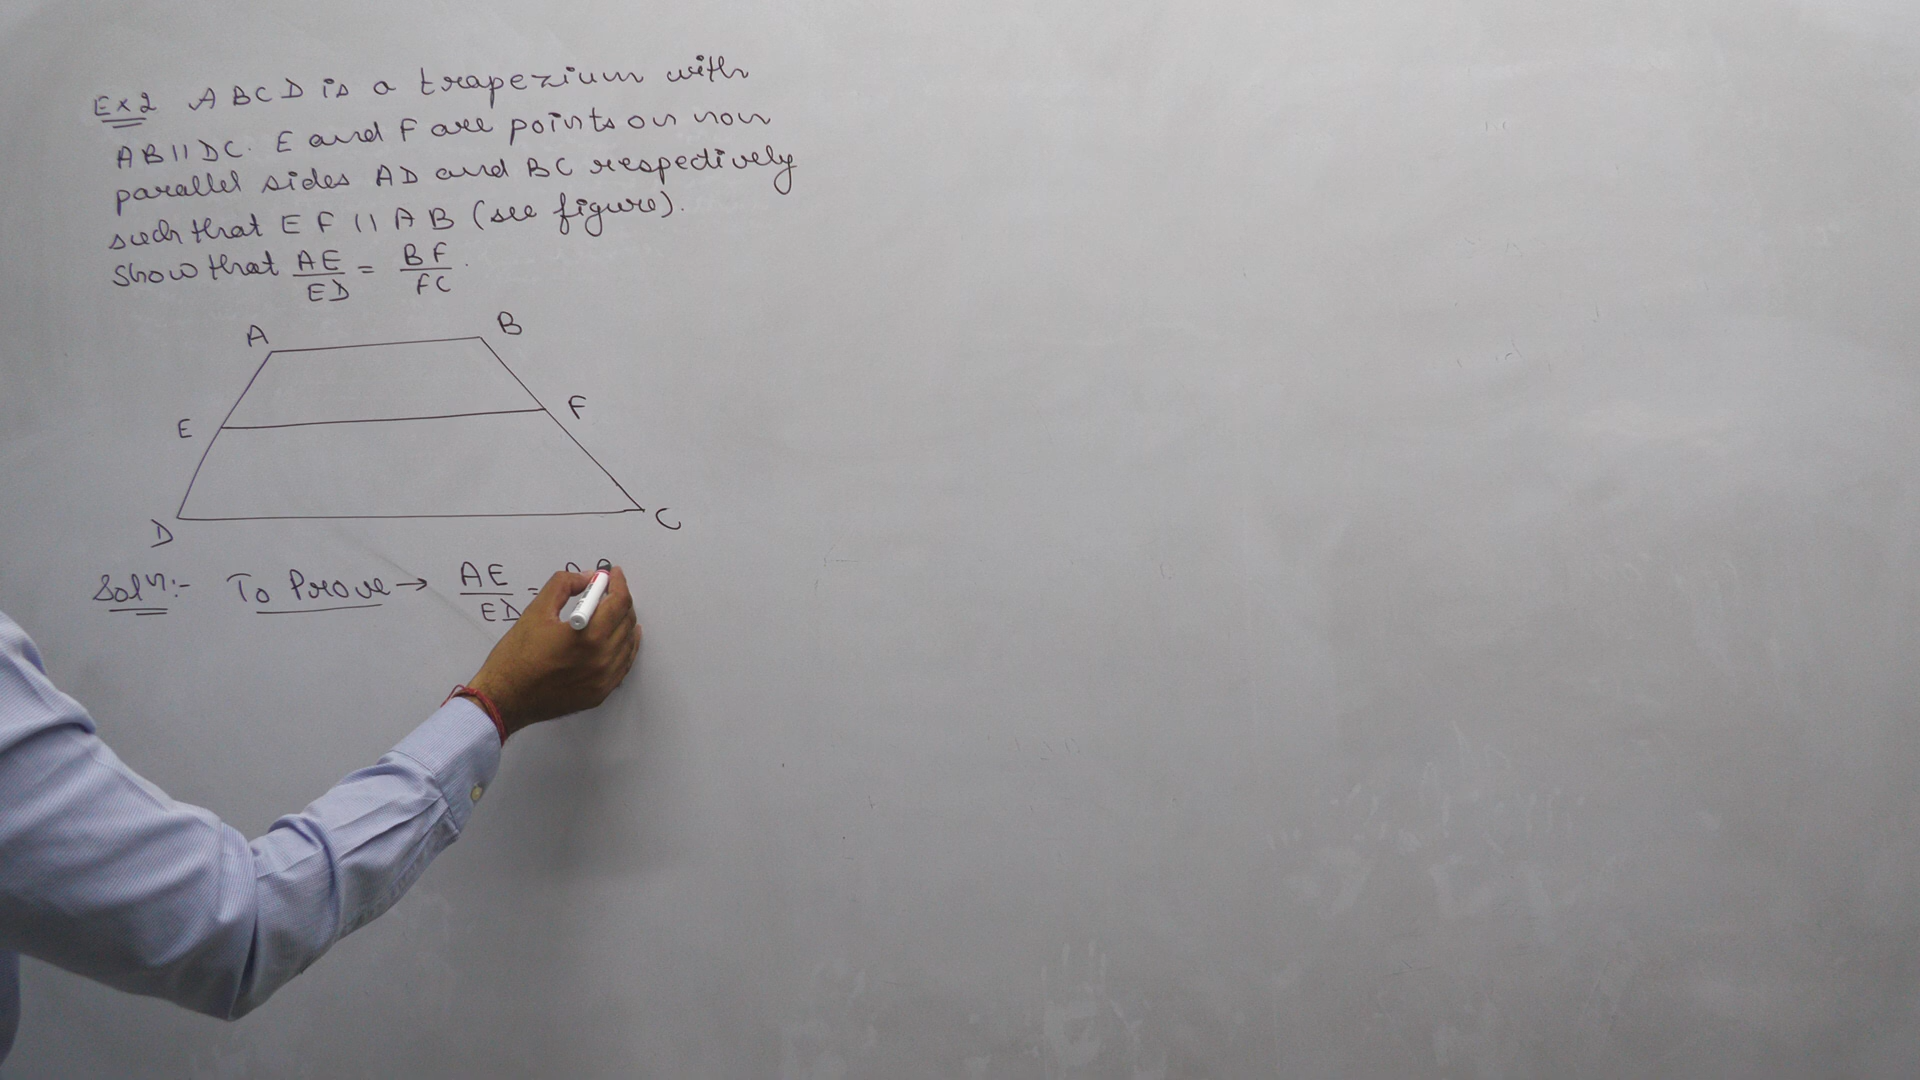 Ex 2 ABCD is a trapezium with
AB || DC. E and F are points on non
parallel sides AD and BC respectively
such that EF || AB (see figure).
Show that AE/ED = BF/FC.
A
B
E
F
D
C
Solⁿ:- To Prove → AE/ED =